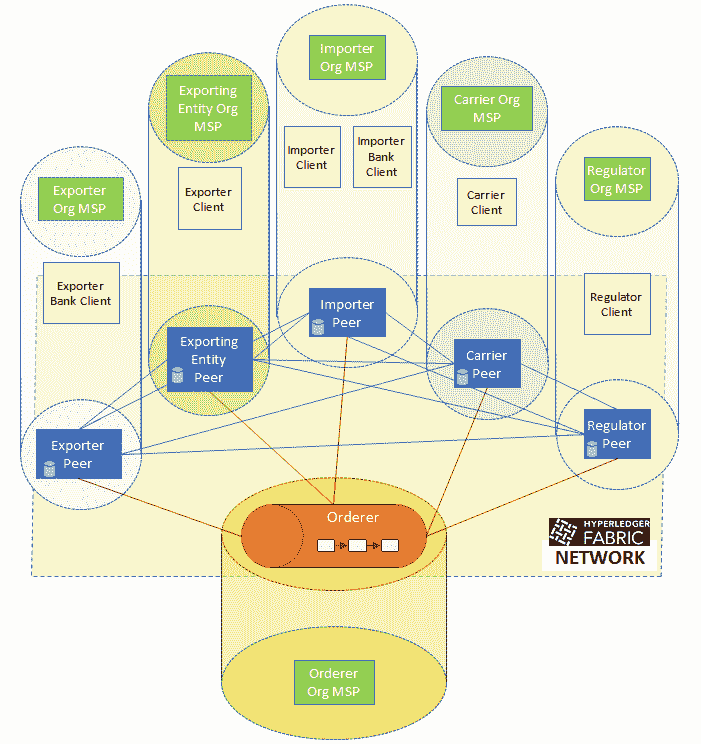 Importer
Org MSP
Exporting
Entity Org
MSP
Carrier Org
MSP
Importer
Client
Importer
Bank
Client
Regulator
Org MSP
Exporter
Org MSP
Exporter
Client
Carrier
Client
Exporter
Bank Client
Regulator
Client
Importer
Peer
Exporting
Entity
Peer
Carrier
Peer
Exporter
Peer
Regulator
Peer
Orderer
HYPERLEDGER
FABRIC
NETWORK
Orderer
Org MSP